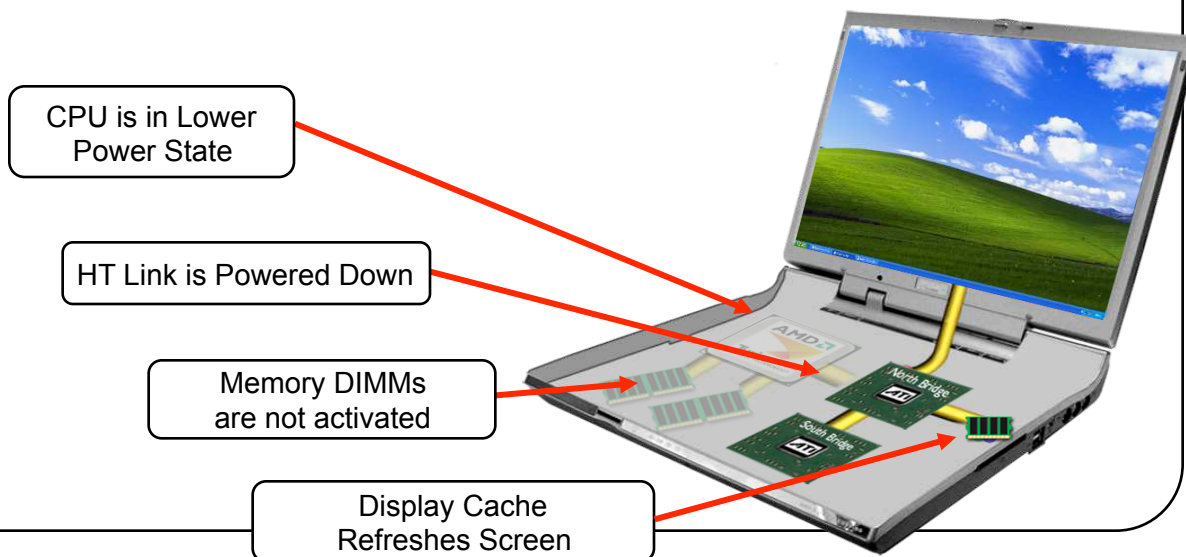 CPU is in Lower
Power State
HT Link is Powered Down
Memory DIMMs
are not activated
Display Cache
Refreshes Screen
AMD
North Bridge
ATI
South Bridge
ATI